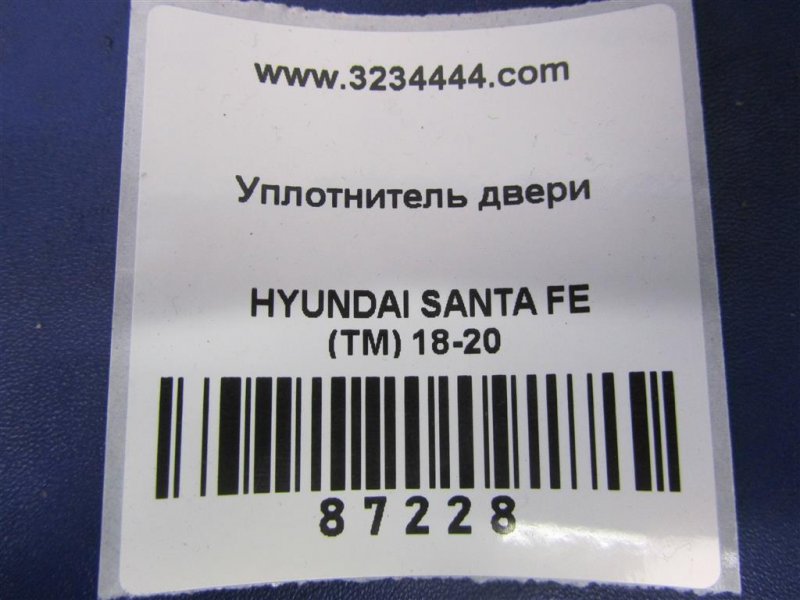 www.3234444.com
Уплотнитель двери
HYUNDAI SANTA FE
(TM) 18-20
87228